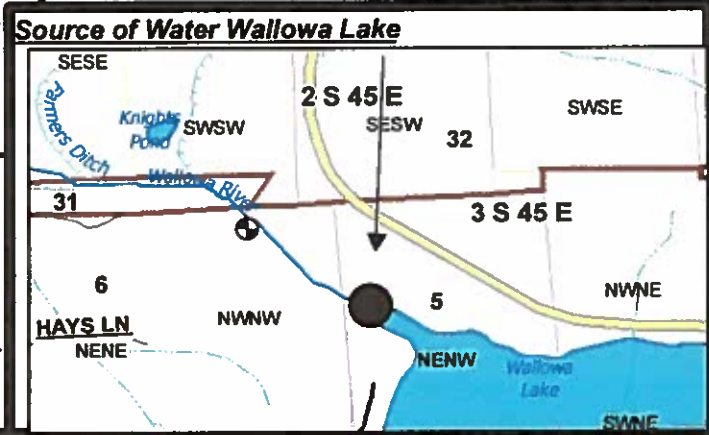 Source of Water Wallowa Lake
SESE
2 S 45 E
SWSE
Farmers Ditch
Knights
Pond
SWSW
SESW
32
Wallowa River
31
3 S 45 E
6
5
NWNE
HAYS LN
NWNW
NENE
NENW
Wallowa
Lake
SWNE